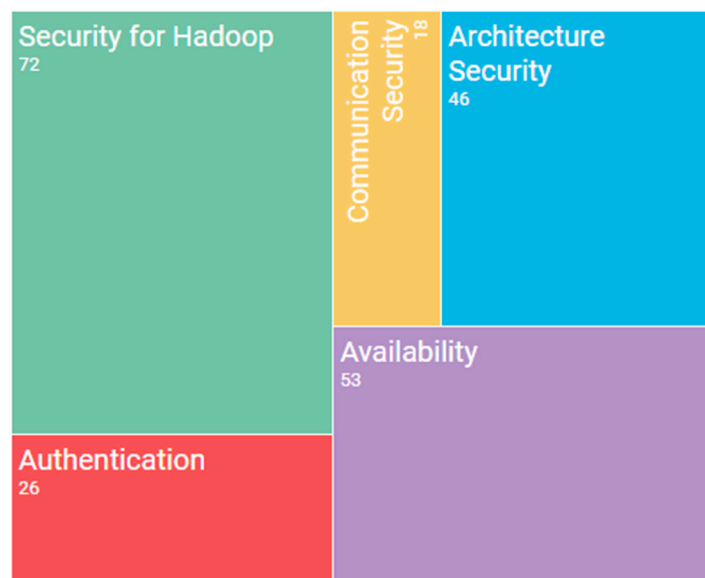 Security for Hadoop
72
Communication
Security
18
Architecture
Security
46
Availability
53
Authentication
26